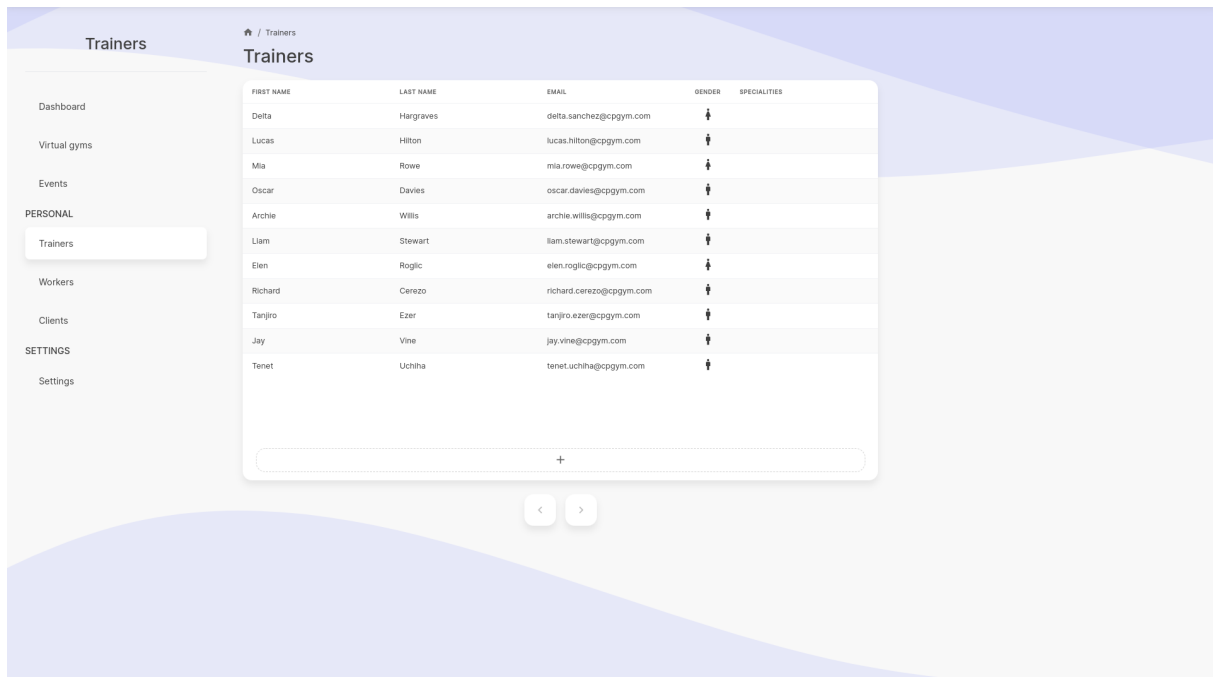 Trainers
Dashboard
Virtual gyms
Events
PERSONAL
Trainers
Workers
Clients
SETTINGS
Settings
/ Trainers
Trainers
FIRST NAME LAST NAME EMAIL GENDER SPECIALITIES
Delta Hargraves delta.sanchez@cpgym.com
Lucas Hilton lucas.hilton@cpgym.com
Mia Rowe mia.rowe@cpgym.com
Oscar Davies oscar.davies@cpgym.com
Archie Willis archie.willis@cpgym.com
Liam Stewart liam.stewart@cpgym.com
Elen Roglic elen.roglic@cpgym.com
Richard Cerezo richard.cerezo@cpgym.com
Tanjiro Ezer tanjiro.ezer@cpgym.com
Jay Vine jay.vine@cpgym.com
Tenet Uchiha tenet.uchiha@cpgym.com
+